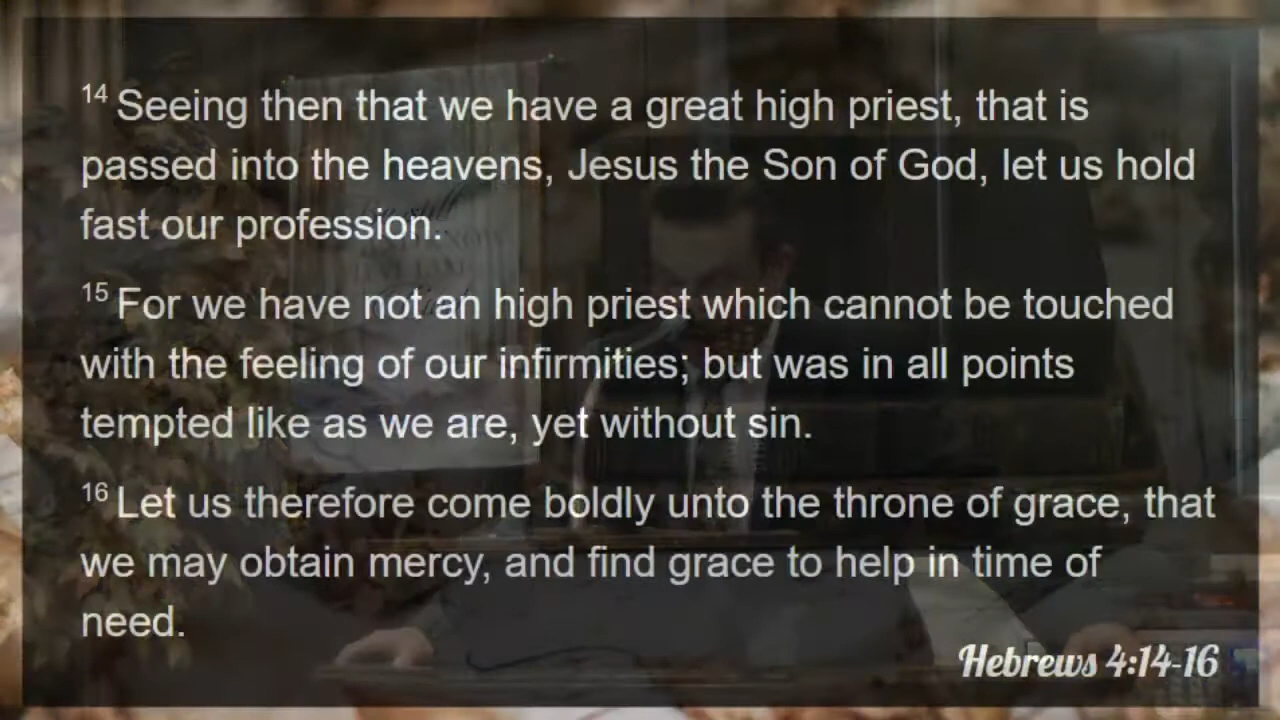 14 Seeing then that we have a great high priest, that is
passed into the heavens, Jesus the Son of God, let us hold
fast our profession.
15 For we have not an high priest which cannot be touched
with the feeling of our infirmities; but was in all points
tempted like as we are, yet without sin.
16 Let us therefore come boldly unto the throne of grace, that
we may obtain mercy, and find grace to help in time of
need.
Hebrews 4:14-16